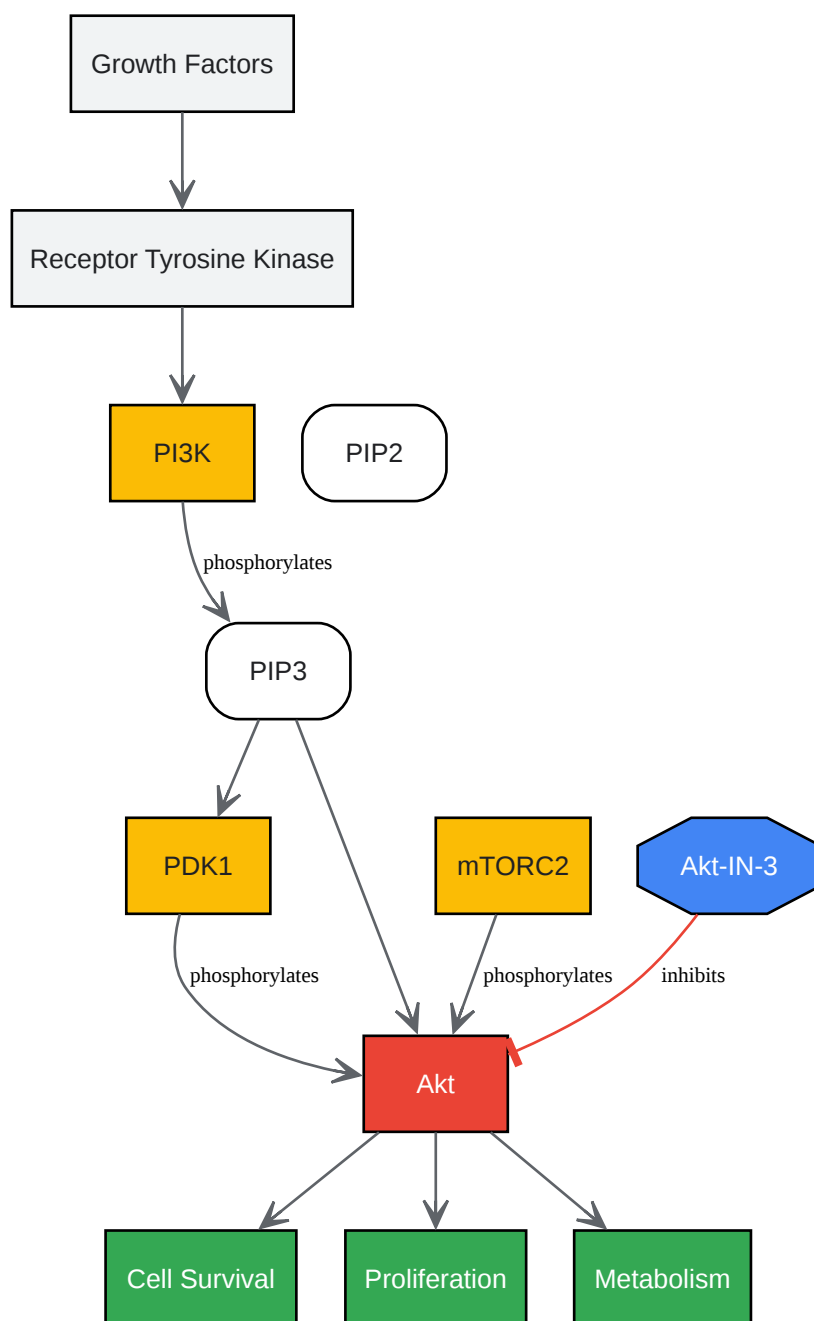 Growth Factors
Receptor Tyrosine Kinase
PI3K
PIP2
phosphorylates
PIP3
PDK1
mTORC2
Akt-IN-3
phosphorylates
phosphorylates
inhibits
Akt
Cell Survival
Proliferation
Metabolism